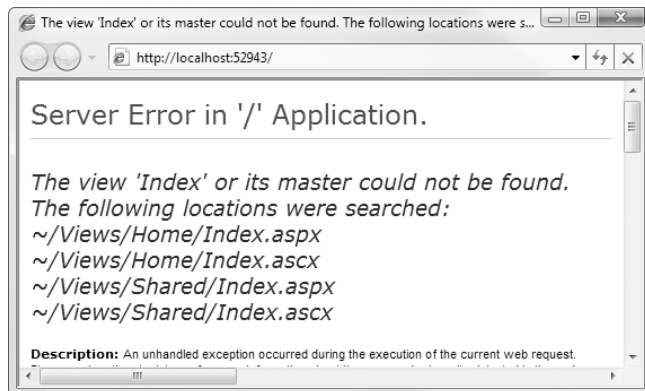 The view 'Index' or its master could not be found. The following locations were s...
http://localhost:52943/
Server Error in '/' Application.
The view 'Index' or its master could not be found.
The following locations were searched:
~/Views/Home/Index.aspx
~/Views/Home/Index.ascx
~/Views/Shared/Index.aspx
~/Views/Shared/Index.ascx
Description: An unhandled exception occurred during the execution of the current web request.